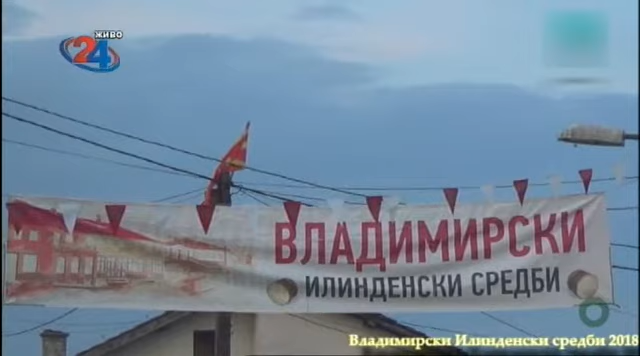 ЖИВО
24
ВЛАДИМИРСКИ
ИЛИНДЕНСКИ СРЕДБИ
Владимирски Илинденски средби 2018